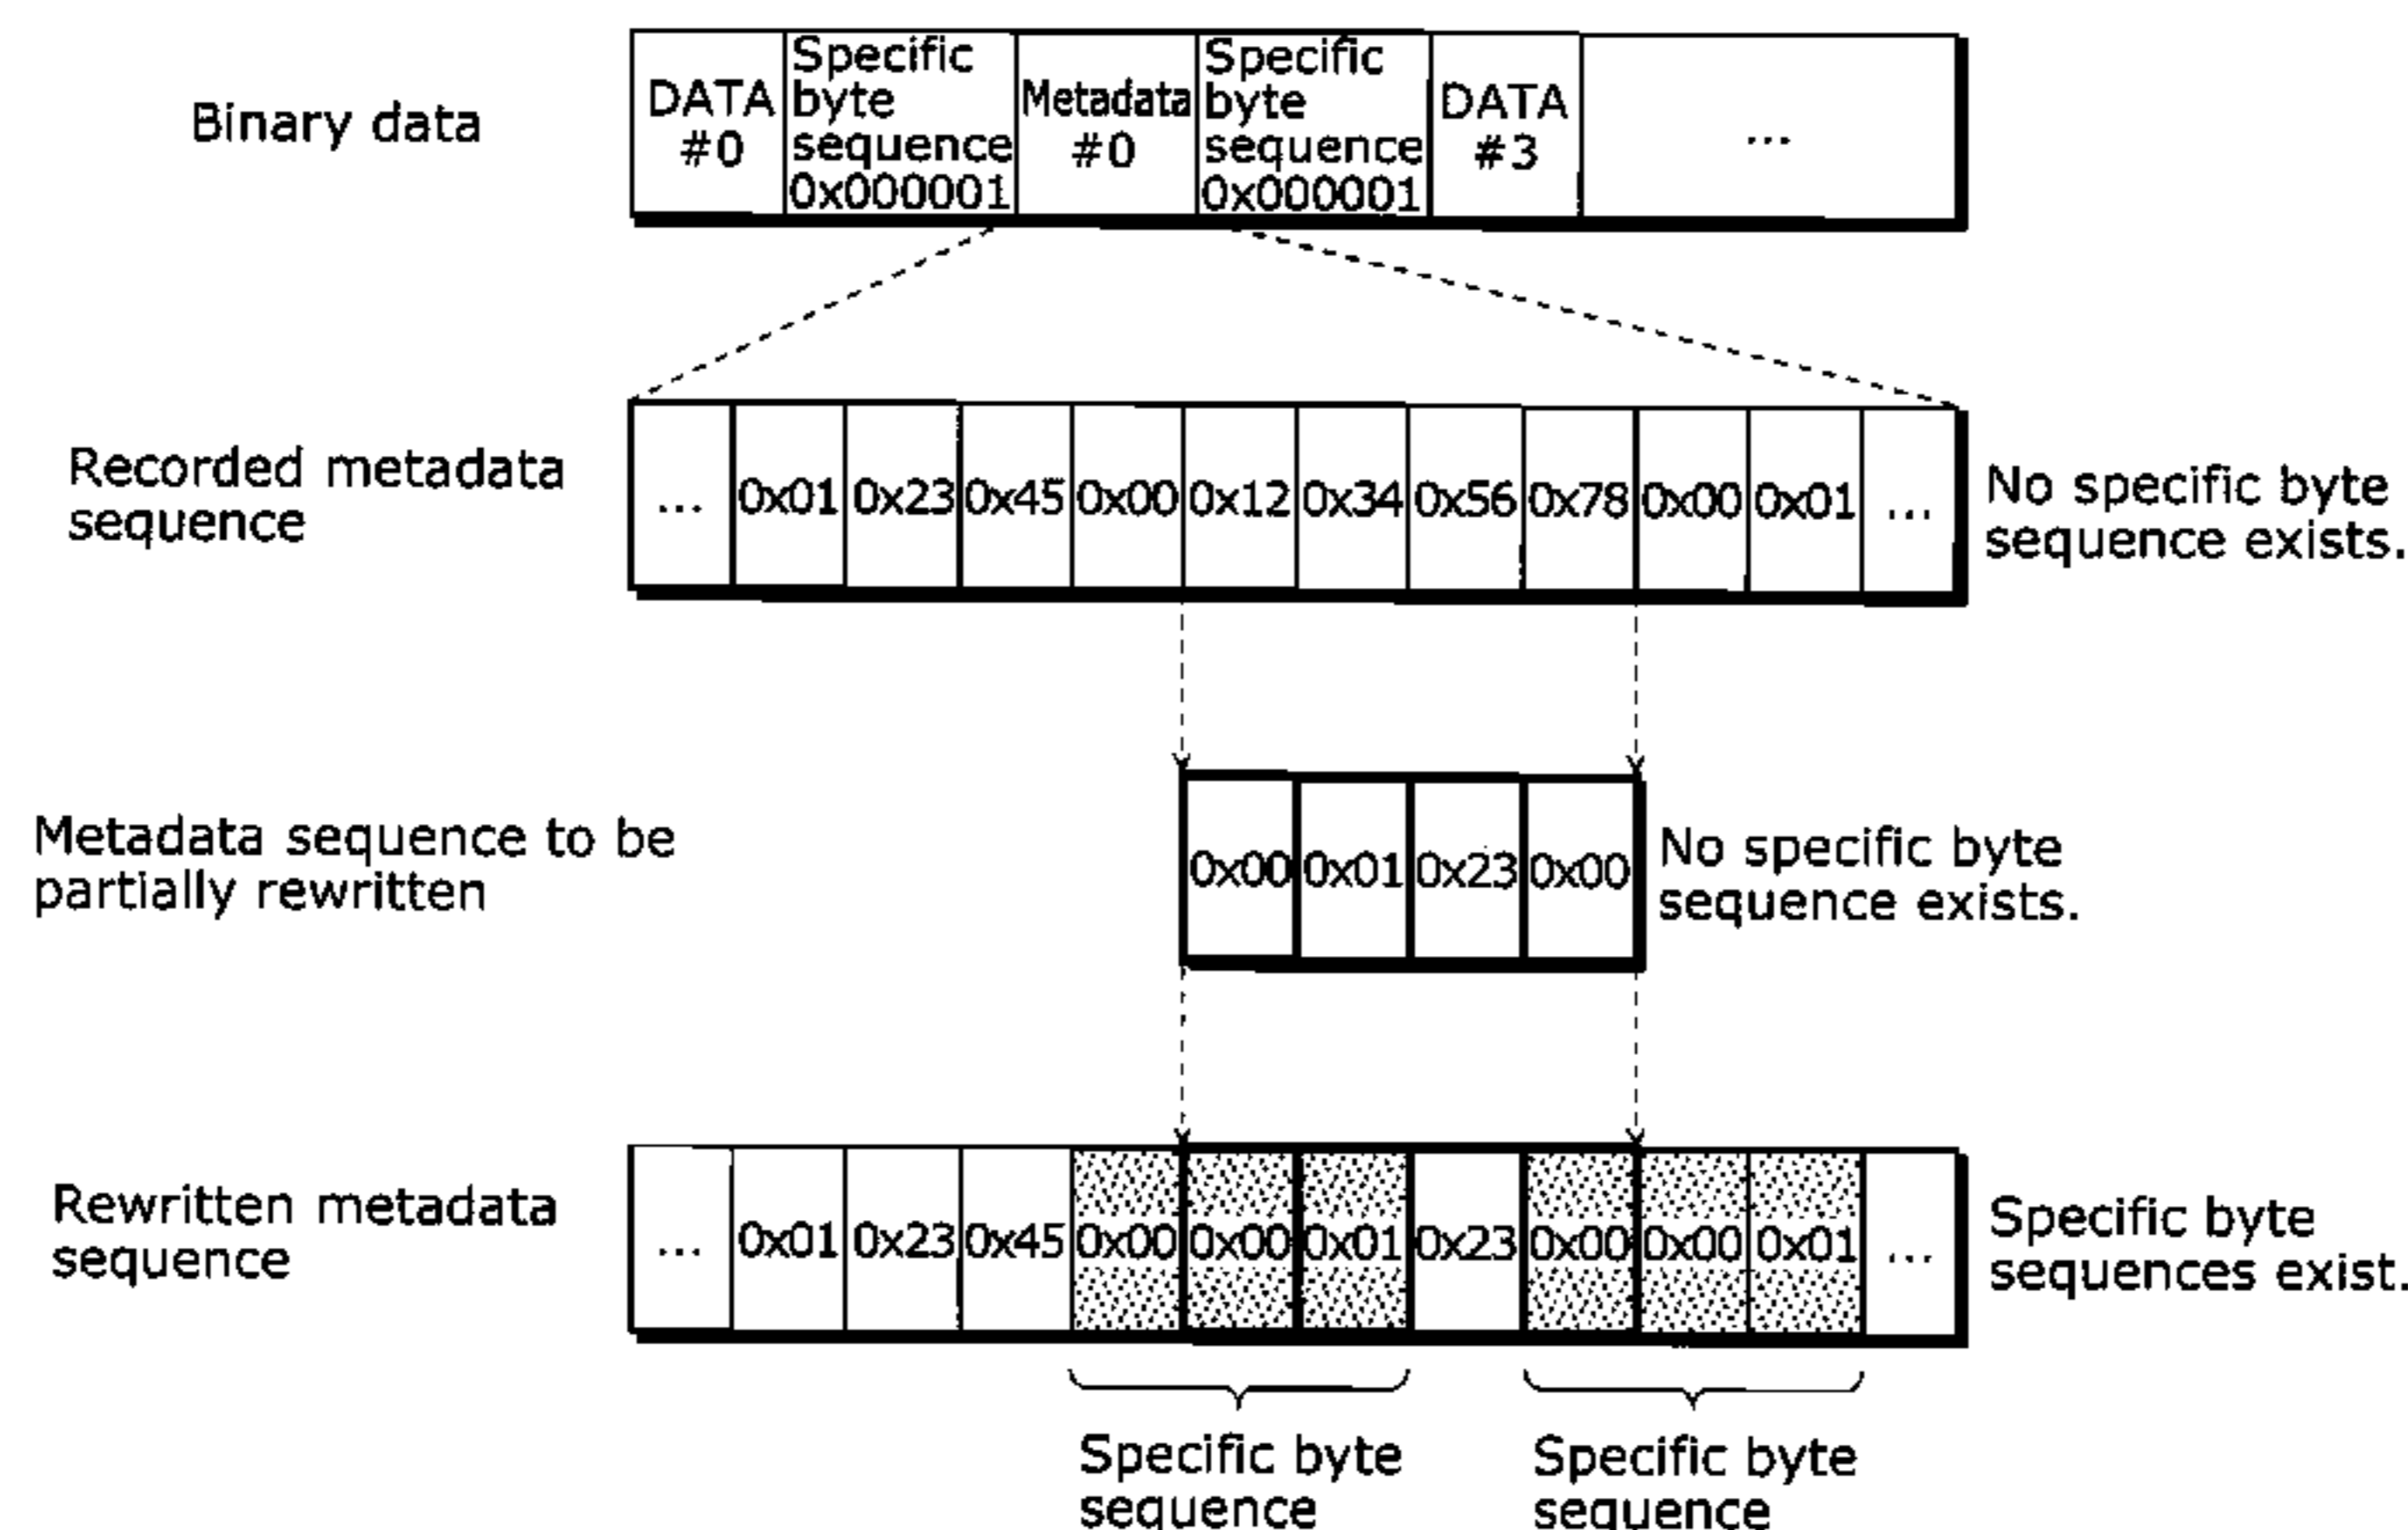 Binary data
DATA
#0
Specific
byte
sequence
0x000001
Metadata
#0
Specific
byte
sequence
0x000001
DATA
#3
...
Recorded metadata
sequence
... 0x01 0x23 0x45 0x00 0x12 0x34 0x56 0x78 0x00 0x01 ...
No specific byte
sequence exists.
Metadata sequence to be
partially rewritten
0x00 0x01 0x23 0x00
No specific byte
sequence exists.
Rewritten metadata
sequence
... 0x01 0x23 0x45 0x00 0x00 0x01 0x23 0x00 0x00 0x01 ...
Specific byte
sequences exist.
Specific byte
sequence
Specific byte
sequence